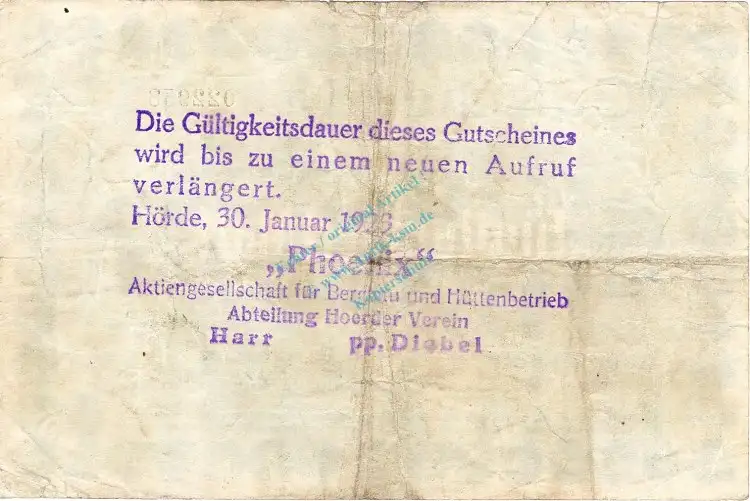 Die Gültigkeitsdauer dieses Gutscheines
wird bis zu einem neuen Aufruf
verlängert.
Hörde, 30. Januar 1923
„Phoenix“
Aktiengesellschaft für Bergbau und Hüttenbetrieb
Abteilung Hoerder Verein
Harr pp. Diebel